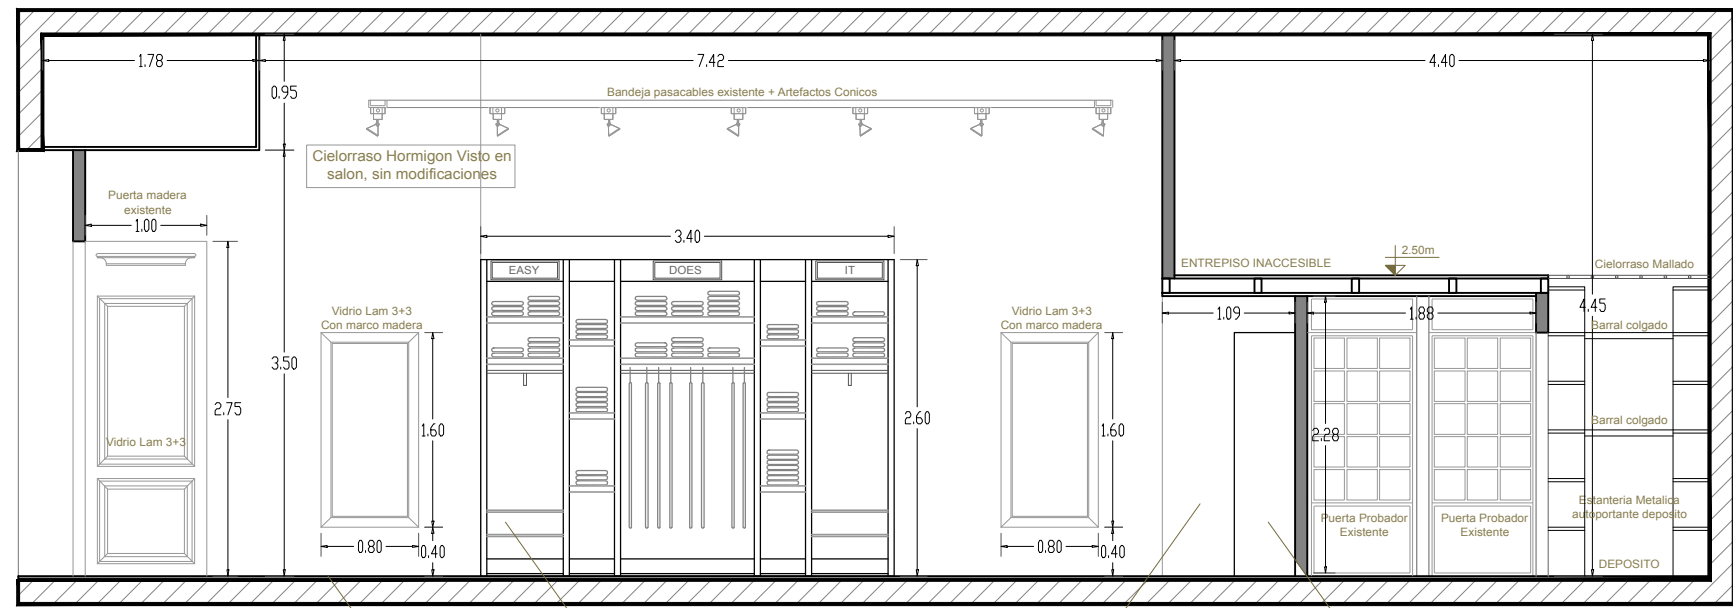 1.78
7.42
4.40
0.95
Bandeja pasacables existente + Artefactos Conicos
Cielorraso Hormigon Visto en
salon, sin modificaciones
Puerta madera
existente
1.00
3.40
2.50m
ENTREPISO INACCESIBLE
Cielorraso Mallado
EASY
DOES
IT
4.45
Vidrio Lam 3+3
Con marco madera
Vidrio Lam 3+3
Con marco madera
1.09
1.88
Barral colgado
3.50
2.75
2.60
1.60
1.60
2.28
Barral colgado
Vidrio Lam 3+3
Estanteria Metalica
autoportante deposito
Puerta Probador
Existente
Puerta Probador
Existente
0.80
0.40
0.80
0.40
DEPOSITO